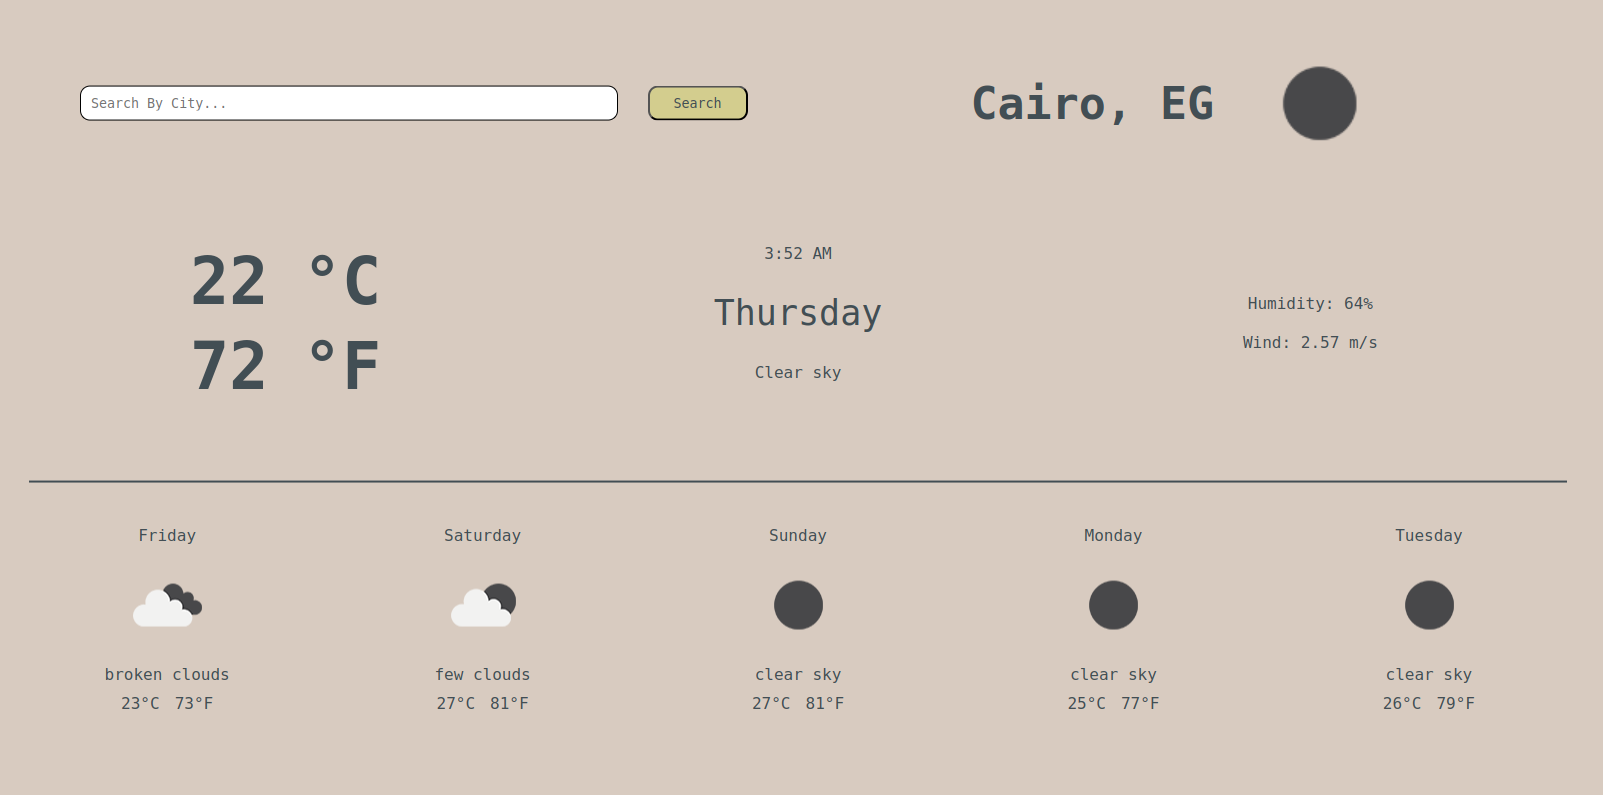 Search By City...
Search
Cairo, EG
22 °C
72 °F
3:52 AM
Thursday
Clear sky
Humidity: 64%
Wind: 2.57 m/s
Friday
broken clouds
23°C 73°F
Saturday
few clouds
27°C 81°F
Sunday
clear sky
27°C 81°F
Monday
clear sky
25°C 77°F
Tuesday
clear sky
26°C 79°F